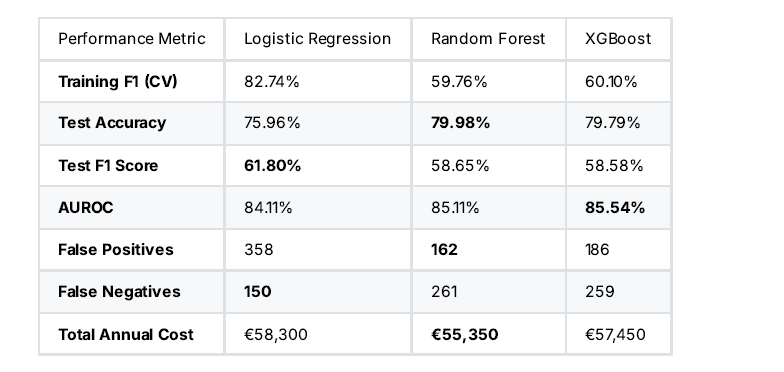 Performance Metric Logistic Regression Random Forest XGBoost
Training F1 (CV) 82.74% 59.76% 60.10%
Test Accuracy 75.96% 79.98% 79.79%
Test F1 Score 61.80% 58.65% 58.58%
AUROC 84.11% 85.11% 85.54%
False Positives 358 162 186
False Negatives 150 261 259
Total Annual Cost €58,300 €55,350 €57,450